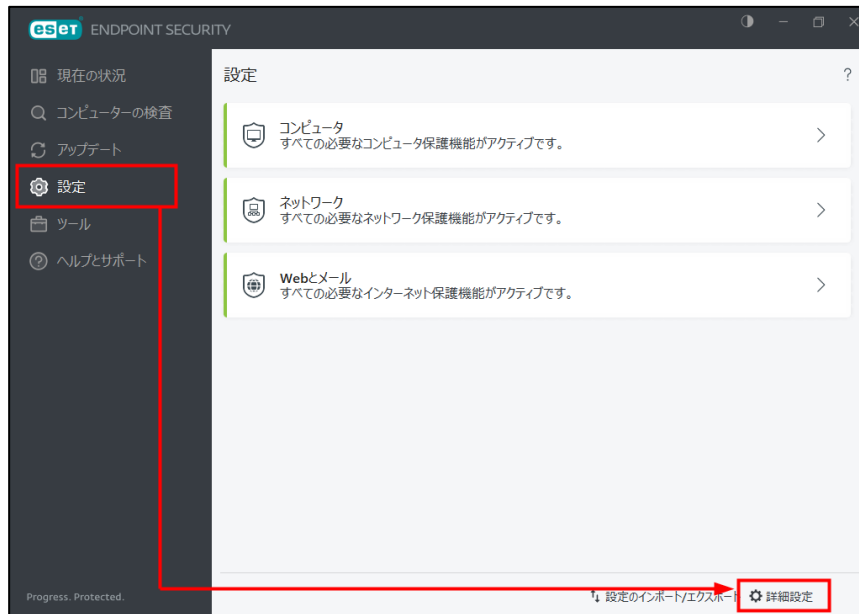 eset ENDPOINT SECURITY
現在の状況
コンピューターの検査
アップデート
設定
ツール
ヘルプとサポート
Progress. Protected.
設定
?
コンピュータ
すべての必要なコンピュータ保護機能がアクティブです。
ネットワーク
すべての必要なネットワーク保護機能がアクティブです。
Webとメール
すべての必要なインターネット保護機能がアクティブです。
設定のインポート/エクスポート
詳細設定